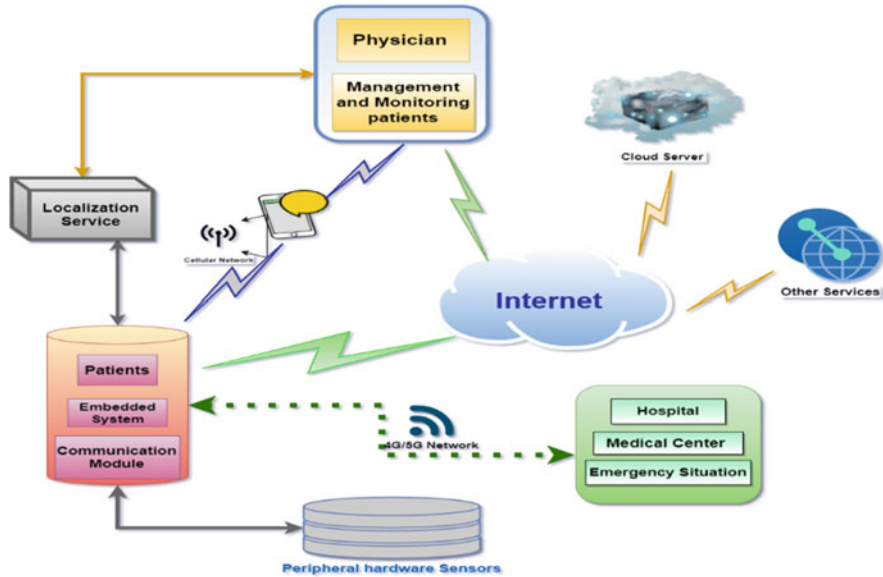 Physician
Management
and Monitoring
patients
Cloud Server
Localization
Service
Cellular Network
Internet
Other Services
Patients
Embedded
System
Communication
Module
4G/5G Network
Hospital
Medical Center
Emergency Situation
Peripheral hardware Sensors